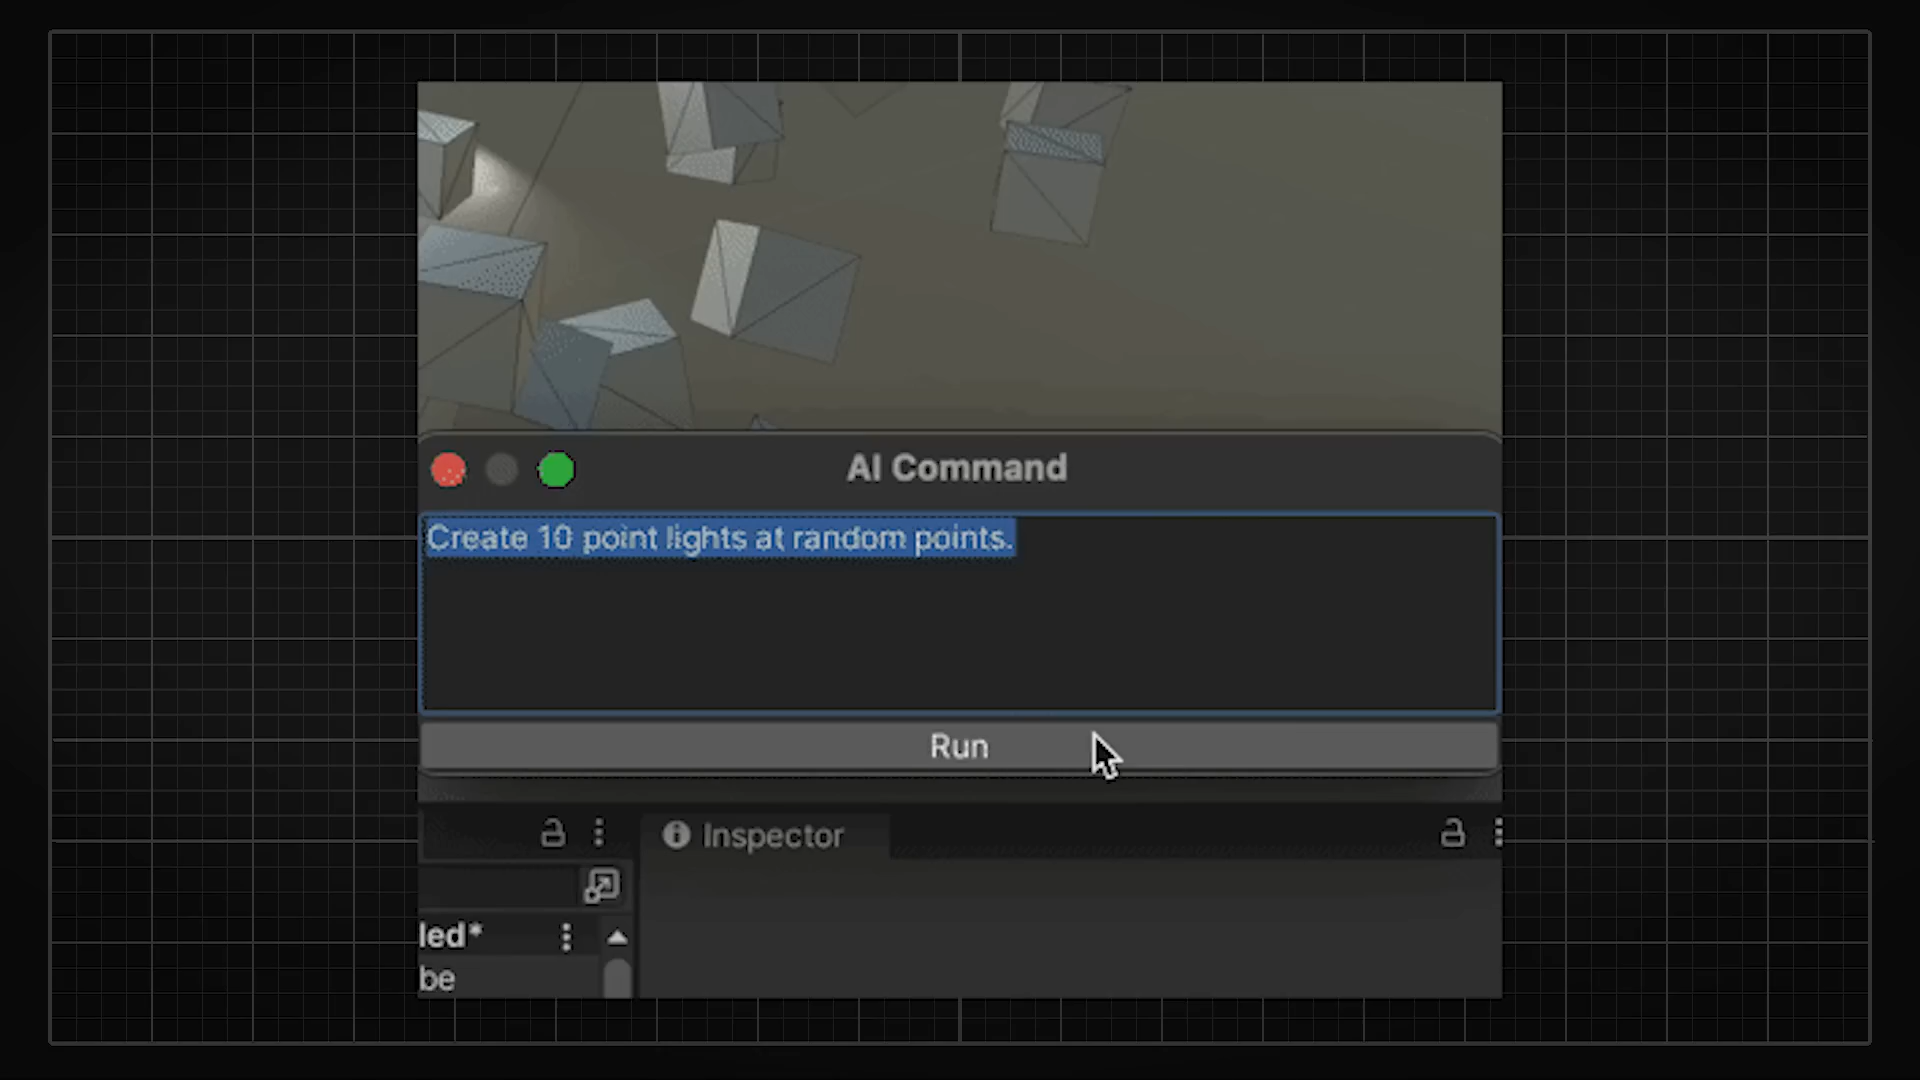 AI Command
Create 10 point lights at random points.
Run
Inspector
led*
be